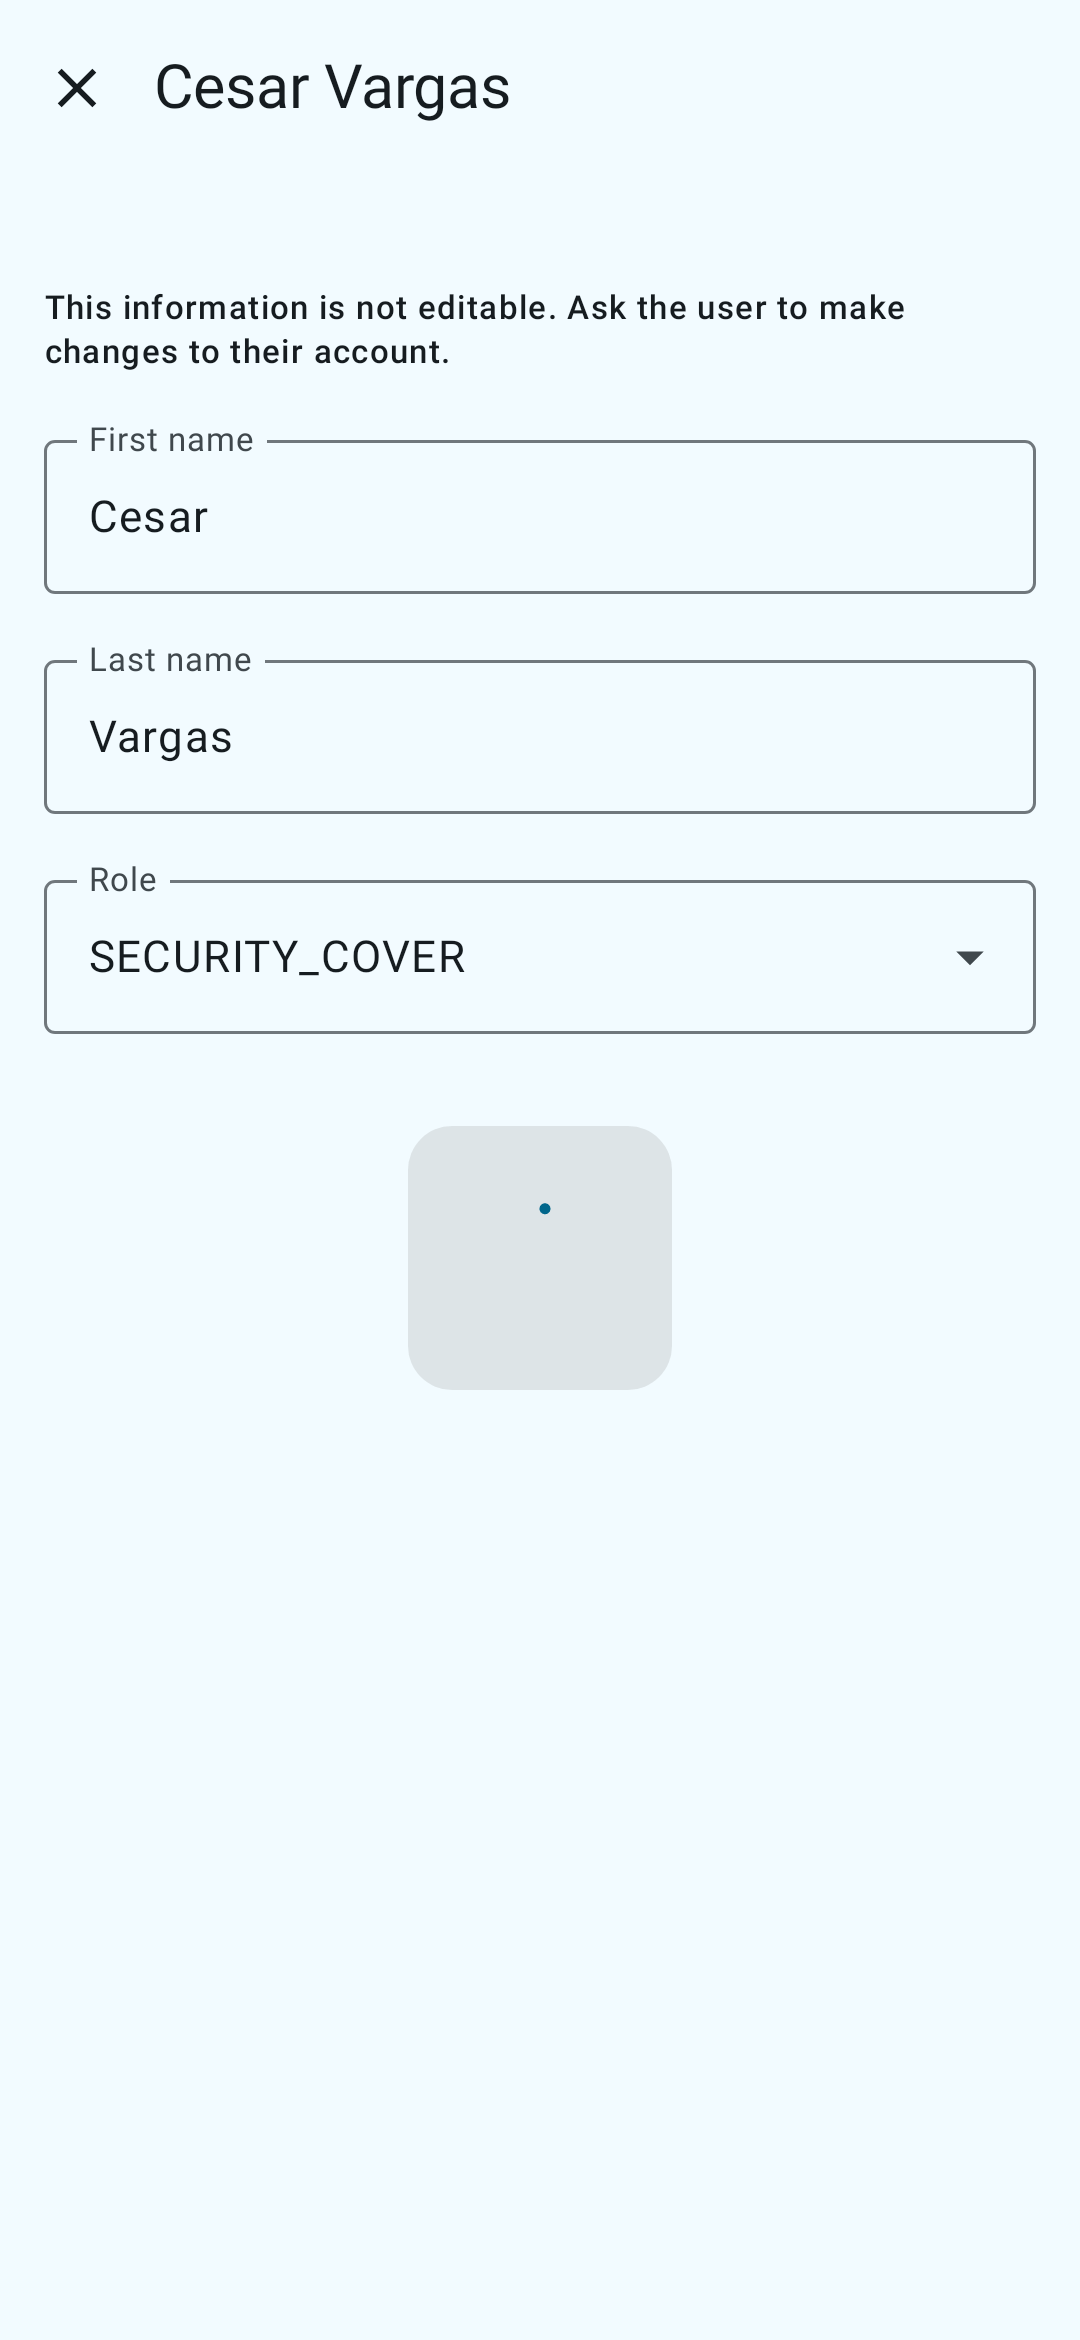 Cesar Vargas
This information is not editable. Ask the user to make
changes to their account.
First name
Cesar
Last name
Vargas
Role
SECURITY_COVER